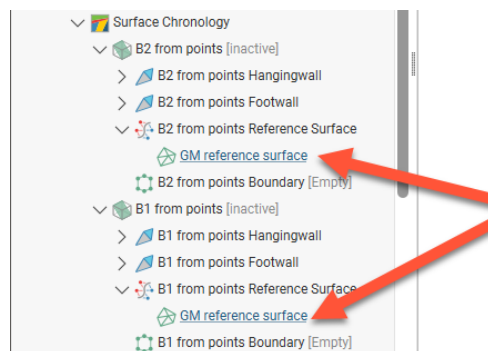 Surface Chronology
B2 from points [inactive]
B2 from points Hangingwall
B2 from points Footwall
B2 from points Reference Surface
GM reference surface
B2 from points Boundary [Empty]
B1 from points [inactive]
B1 from points Hangingwall
B1 from points Footwall
B1 from points Reference Surface
GM reference surface
B1 from points Boundary [Empty]